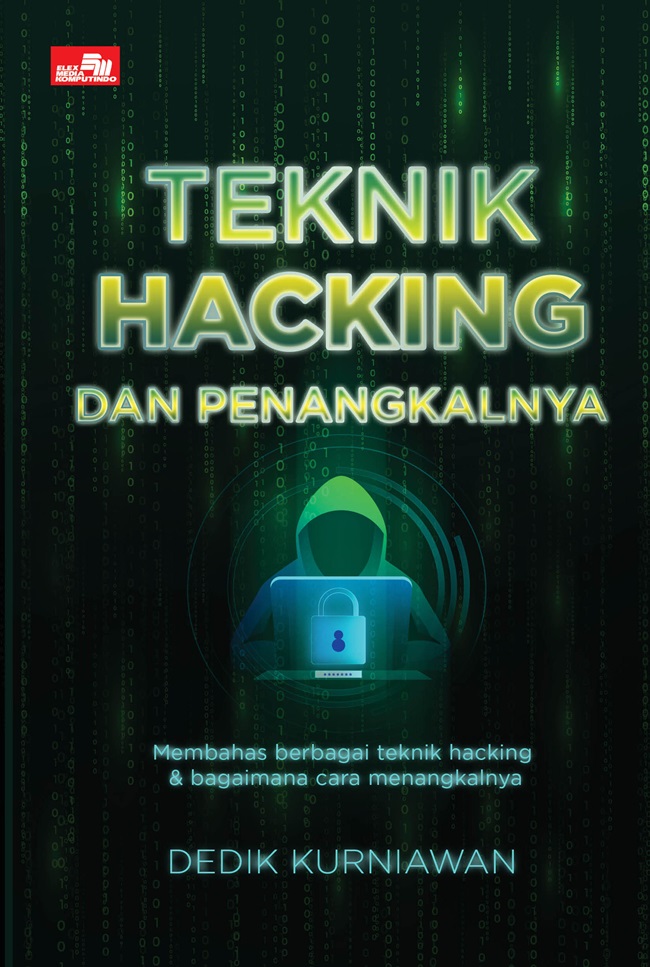 ELEX
MEDIA
KOMPUTINDO
TEKNIK
HACKING
DAN PENANGKALNYA
Membahas berbagai teknik hacking
& bagaimana cara menangkalnya
DEDIK KURNIAWAN